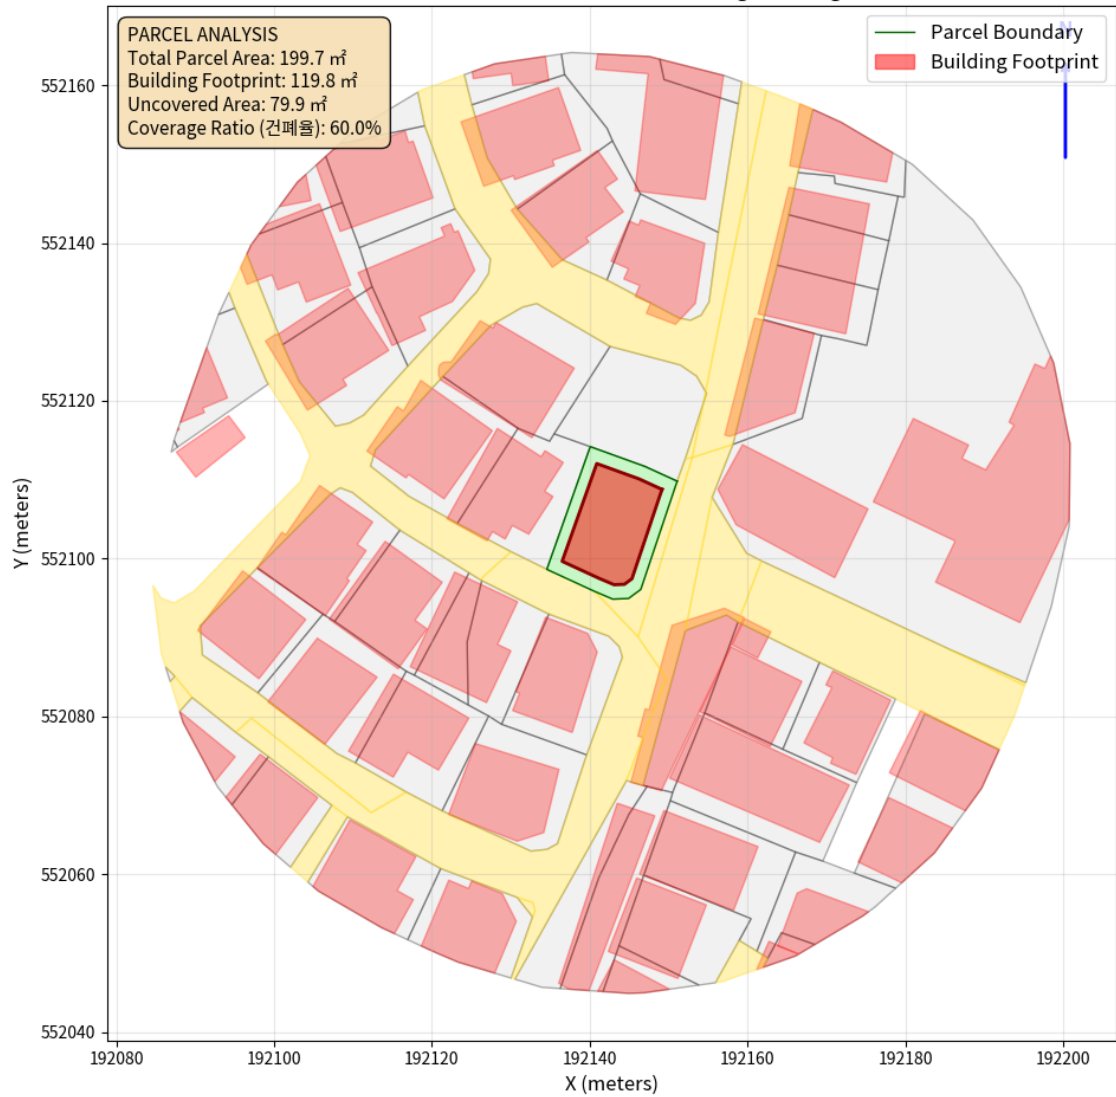 PARCEL ANALYSIS
Total Parcel Area: 199.7 ㎡
Building Footprint: 119.8 ㎡
Uncovered Area: 79.9 ㎡
Coverage Ratio (건폐율): 60.0%
Parcel Boundary
Building Footprint
N
552160
552140
552120
552100
552080
552060
552040
Y (meters)
192080
192100
192120
192140
192160
192180
192200
X (meters)